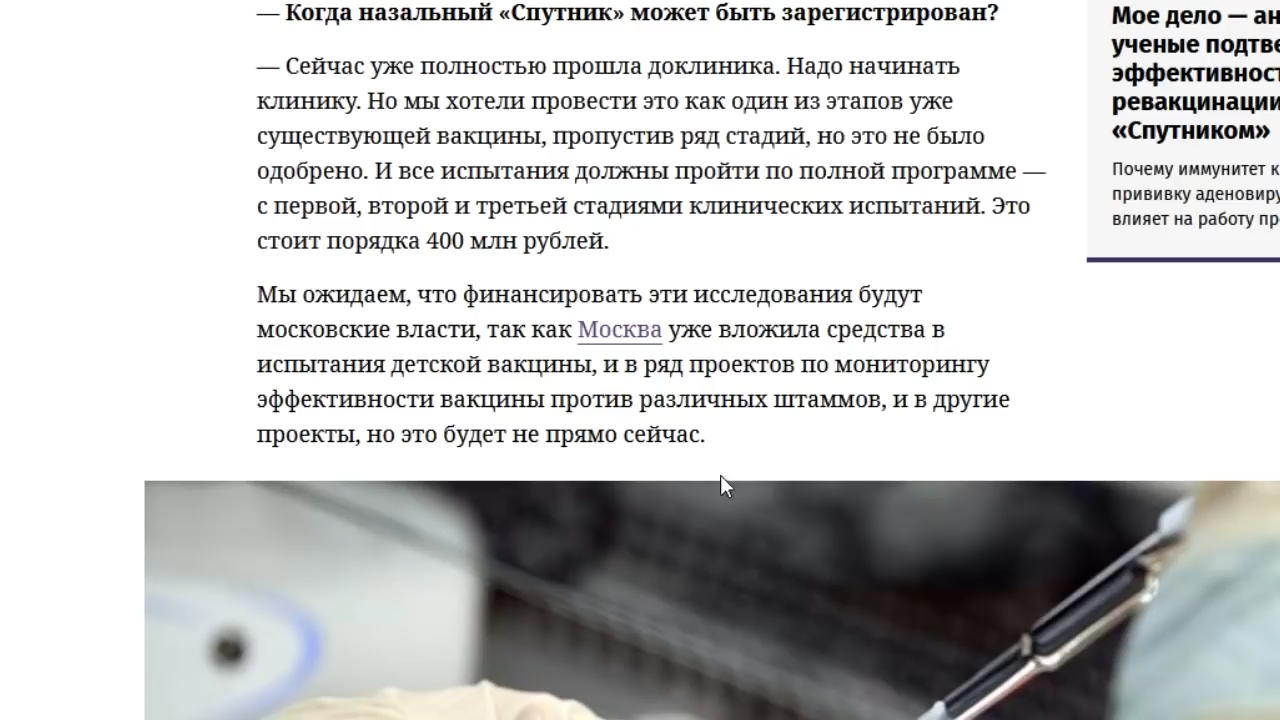 — Когда назальный «Спутник» может быть зарегистрирован?
— Сейчас уже полностью прошла доклиника. Надо начинать
клинику. Но мы хотели провести это как один из этапов уже
существующей вакцины, пропустив ряд стадий, но это не было
одобрено. И все испытания должны пройти по полной программе —
с первой, второй и третьей стадиями клинических испытаний. Это
стоит порядка 400 млн рублей.
Мы ожидаем, что финансировать эти исследования будут
московские власти, так как Москва уже вложила средства в
испытания детской вакцины, и в ряд проектов по мониторингу
эффективности вакцины против различных штаммов, и в другие
проекты, но это будет не прямо сейчас.
Мое дело —
ученые
ревакцинации
«Спутником»
Почему иммунитет
прививку
влияет на работу